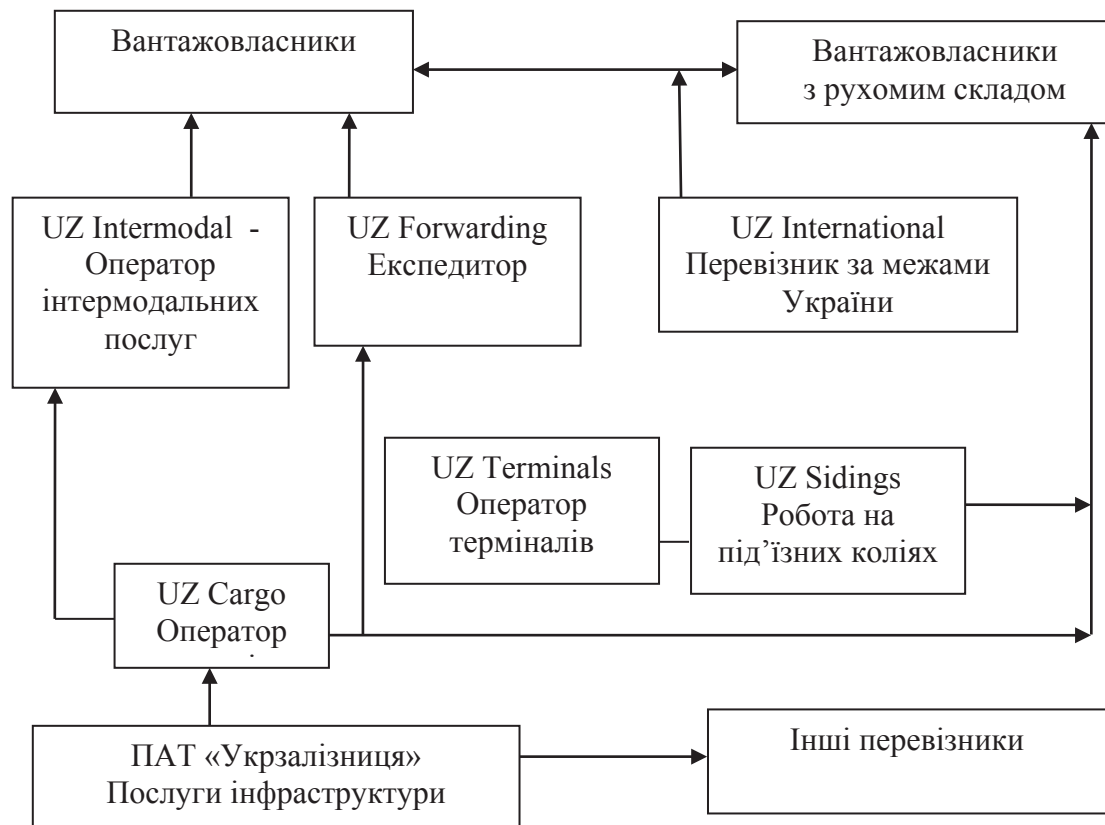 Вантажовласники
Вантажовласники
з рухомим складом
UZ Intermodal -
Оператор
інтермодальних
послуг
UZ Forwarding
Експедитор
UZ International
Перевізник за межами
України
UZ Terminals
Оператор
терміналів
UZ Sidings
Робота на
під’їзних коліях
UZ Cargo
Оператор
ПАТ «Укрзалізниця»
Послуги інфраструктури
Інші перевізники